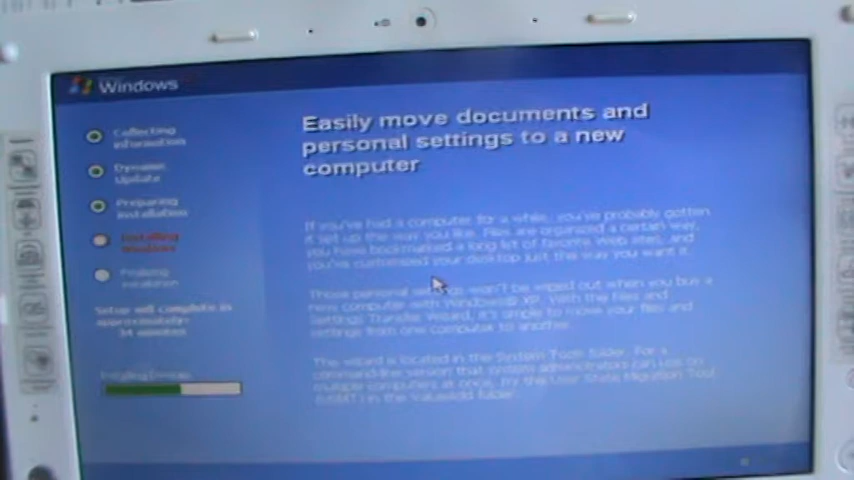 Windows
Collecting
information
Dynamic
Update
Preparing
installation
Installing
Windows
Finalizing
installation
Setup will complete in
approximately:
34 minutes
Installing Devices
Easily move documents and
personal settings to a new
computer
If you've had a computer for a while, you've probably gotten
it set up the way you like. Files are organized a certain way,
you have bookmarked a long list of favorite Web sites, and
you've customized your desktop just the way you want it.
Those personal won't be wiped out when you buy a
new computer with Windows® XP. With the Files and
Settings Transfer Wizard, it's simple to move your files and
settings from one computer to another.
The wizard is located in the System Tools folder. For a
command-line version that system administrators can use on
multiple computers at once, try the User State Migration Tool
(USMT) in the ValueAdd folder.